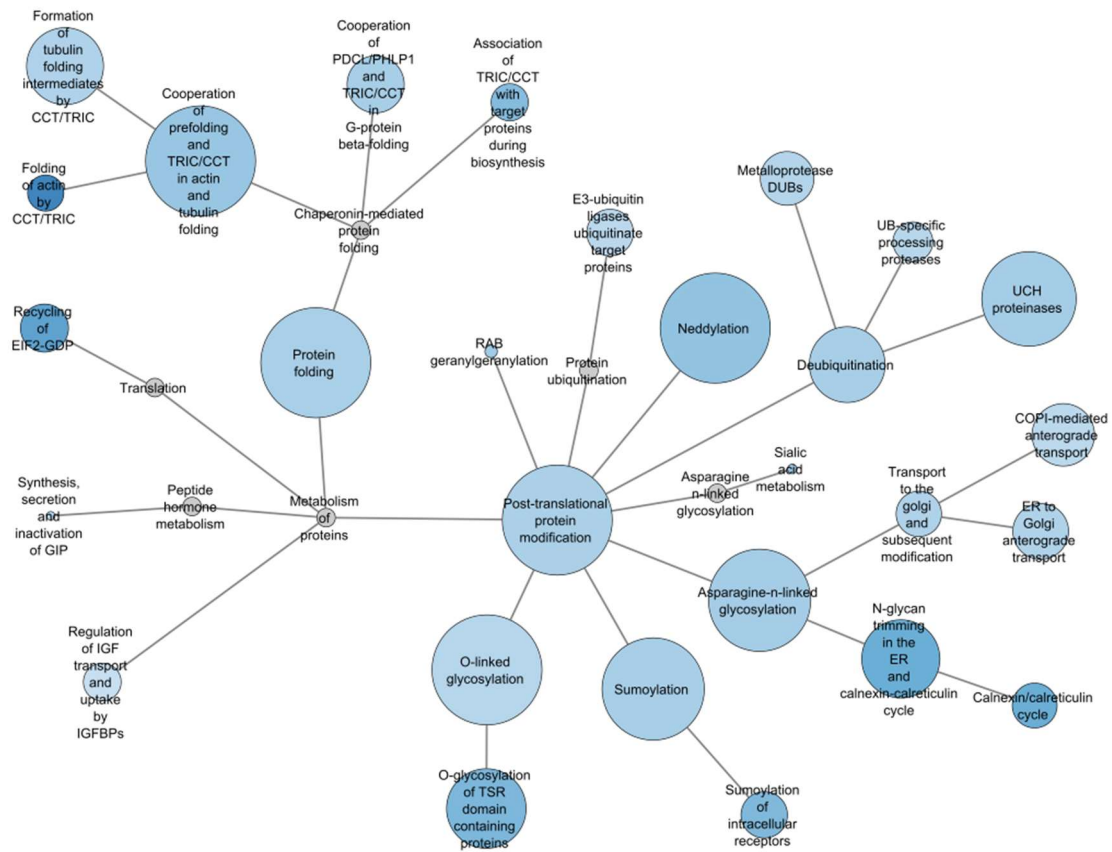 Formation
of
tubulin
folding
intermediates
by
CCT/TRIC
Cooperation
of
PDCL/PHLP1
and
TRIC/CCT
in
G-protein
beta-folding
Association
of
TRIC/CCT
with
target
proteins
during
biosynthesis
Cooperation
of
prefolding
and
TRIC/CCT
in actin
and
tubulin
folding
Folding
of actin
by
CCT/TRIC
Chaperonin-mediated
protein
folding
E3-ubiquitin
ligases
ubiquitinate
target
proteins
Metalloprotease
DUBs
UB-specific
processing
proteases
UCH
proteinases
Neddylation
Recycling
of
EIF2-GDP
Protein
folding
RAB
geranylgeranylation
Protein
ubiquitination
Deubiquitination
Translation
COPI-mediated
anterograde
transport
Sialic
acid
metabolism
Asparagine
n-linked
glycosylation
Transport
to the
golgi
and
subsequent
modification
ER to
Golgi
anterograde
transport
Synthesis,
secretion
and
inactivation
of GIP
Peptide
hormone
metabolism
Metabolism
of
proteins
Post-translational
protein
modification
Asparagine-n-linked
glycosylation
N-glycan
trimming
in the
ER
and
calnexin-calreticulin
cycle
Calnexin/calreticulin
cycle
Regulation
of IGF
transport
and
uptake
by
IGFBPs
O-linked
glycosylation
Sumoylation
O-glycosylation
of TSR
domain
containing
proteins
Sumoylation
of
intracellular
receptors